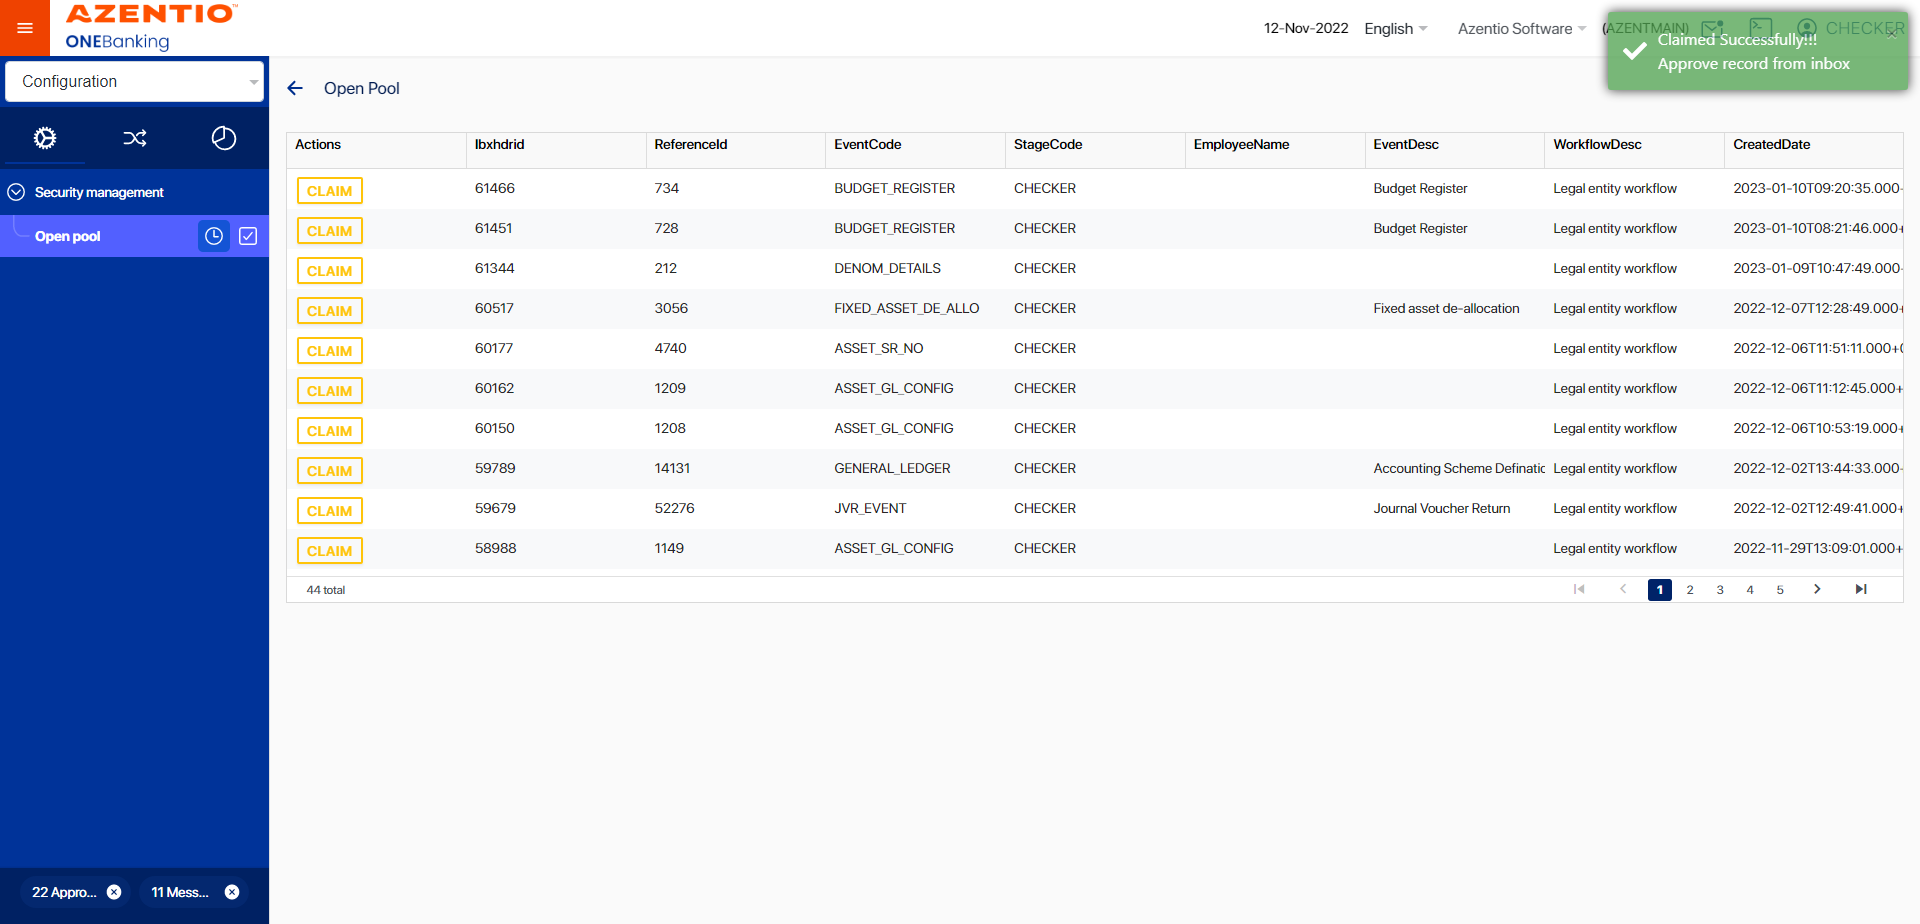 AZENTIO™
ONEBanking
12-Nov-2022
English
Azentio Software
(AZENTMAIN)
CHECKER
Claimed Successfully!!!
Approve record from inbox
×
Configuration
Security management
Open pool
22 Appro...
11 Mess...
Open Pool
Actions Ibxhdrid ReferenceId EventCode StageCode EmployeeName EventDesc WorkflowDesc CreatedDate
CLAIM 61466 734 BUDGET_REGISTER CHECKER Budget Register Legal entity workflow 2023-01-10T09:20:35.000-
CLAIM 61451 728 BUDGET_REGISTER CHECKER Budget Register Legal entity workflow 2023-01-10T08:21:46.000+
CLAIM 61344 212 DENOM_DETAILS CHECKER Legal entity workflow 2023-01-09T10:47:49.000-
CLAIM 60517 3056 FIXED_ASSET_DE_ALLO CHECKER Fixed asset de-allocation Legal entity workflow 2022-12-07T12:28:49.000+
CLAIM 60177 4740 ASSET_SR_NO CHECKER Legal entity workflow 2022-12-06T11:51:11.000+0
CLAIM 60162 1209 ASSET_GL_CONFIG CHECKER Legal entity workflow 2022-12-06T11:12:45.000+
CLAIM 60150 1208 ASSET_GL_CONFIG CHECKER Legal entity workflow 2022-12-06T10:53:19.000+
CLAIM 59789 14131 GENERAL_LEDGER CHECKER Accounting Scheme Definatic Legal entity workflow 2022-12-02T13:44:33.000-
CLAIM 59679 52276 JVR_EVENT CHECKER Journal Voucher Return Legal entity workflow 2022-12-02T12:49:41.000+
CLAIM 58988 1149 ASSET_GL_CONFIG CHECKER Legal entity workflow 2022-11-29T13:09:01.000+
44 total
1 2 3 4 5